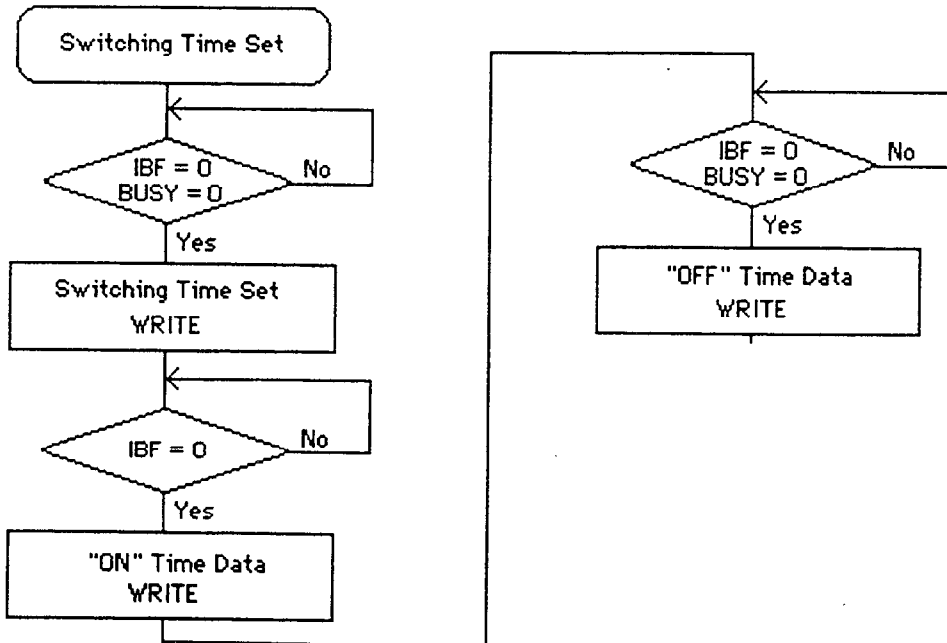 Switching Time Set
IBF = 0
BUSY = 0
No
Yes
Switching Time Set
WRITE
IBF = 0
No
Yes
"ON" Time Data
WRITE
IBF = 0
BUSY = 0
No
Yes
"OFF" Time Data
WRITE